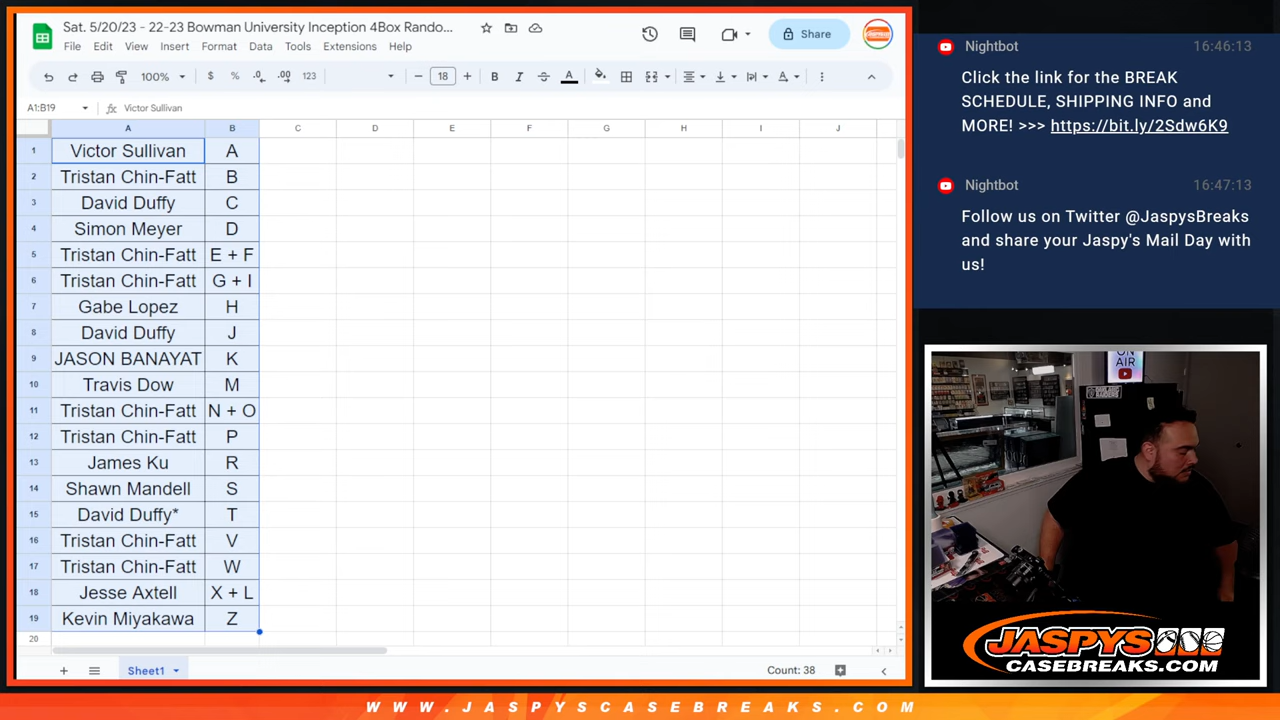 Sat. 5/20/23 - 22-23 Bowman University Inception 4Box Rando...
Share
File Edit View Insert Format Data Tools Extensions Help
100% $ % .0 .00 123 18 B I A
A1:B19 Victor Sullivan
A B C D E F G H I J
1 Victor Sullivan A
2 Tristan Chin-Fatt B
3 David Duffy C
4 Simon Meyer D
5 Tristan Chin-Fatt E + F
6 Tristan Chin-Fatt G + I
7 Gabe Lopez H
8 David Duffy J
9 JASON BANAYAT K
10 Travis Dow M
11 Tristan Chin-Fatt N + O
12 Tristan Chin-Fatt P
13 James Ku R
14 Shawn Mandell S
15 David Duffy* T
16 Tristan Chin-Fatt V
17 Tristan Chin-Fatt W
18 Jesse Axtell X + L
19 Kevin Miyakawa Z
20
Sheet1
Count: 38
Nightbot 16:46:13
Click the link for the BREAK
SCHEDULE, SHIPPING INFO and
MORE! >>> https://bit.ly/2Sdw6K9
Nightbot 16:47:13
Follow us on Twitter @JaspysBreaks
and share your Jaspy's Mail Day with
us!
ON
AIR
JASPYS
CASEBREAKS.COM
WWW.JASPYSCASEBREAKS.COM